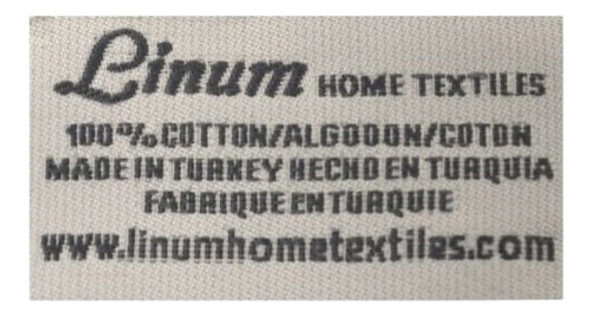 Linum HOME TEXTILES
100% COTTON/ALGODON/COTON
MADE IN TURKEY HECHO EN TURQUIA
FABRIQUE EN TURQUIE
www.linumhometextiles.com